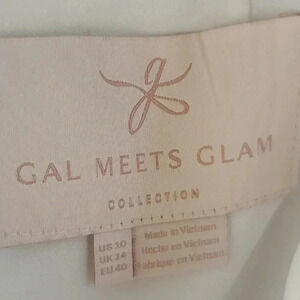 g
GAL MEETS GLAM
COLLECTION
US 10
UK 14
EU 40
Made in Vietnam
Hecho en Vietnam
Fabriqué en Vietnam